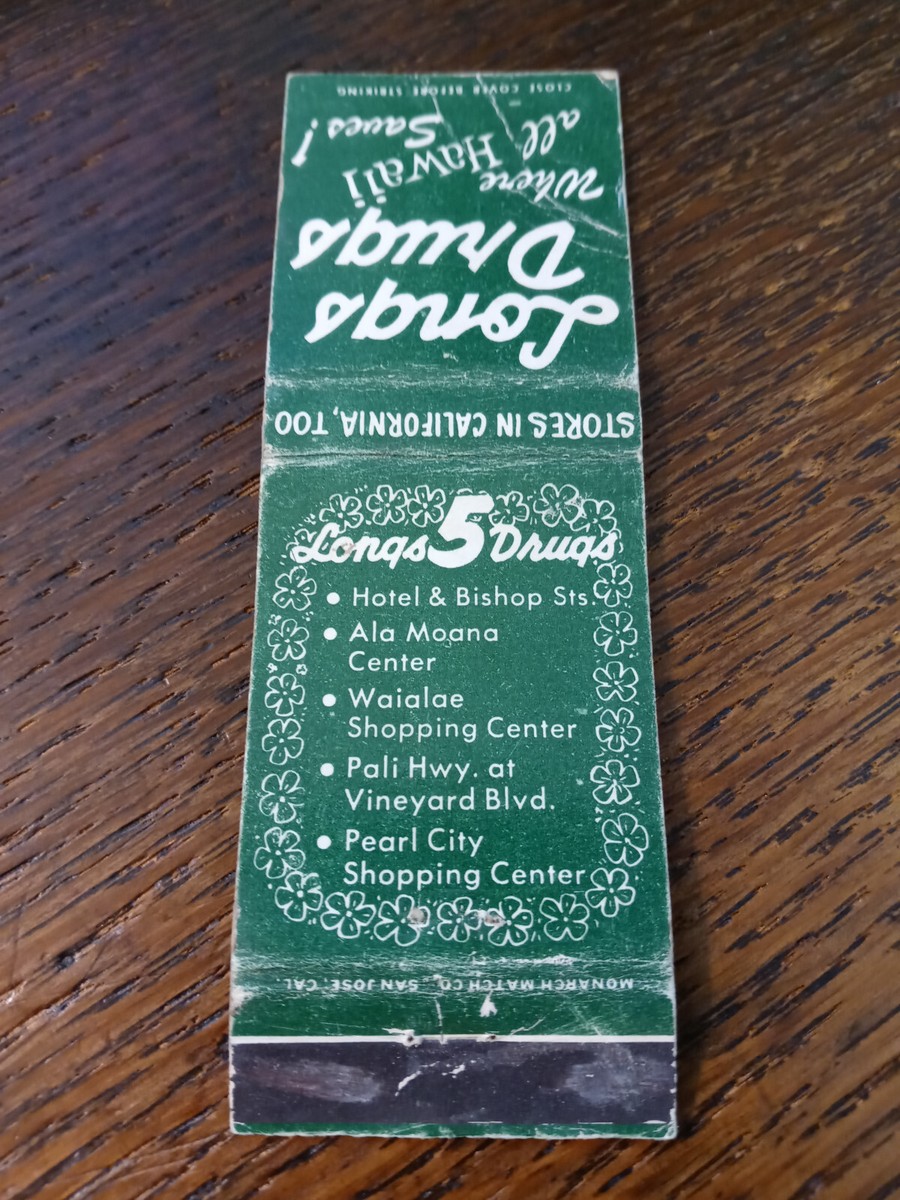 CLOSE COVER BEFORE STRIKING
Where
all Hawaii
Saves!
Longs
Drugs
STORES IN CALIFORNIA, TOO
Longs 5 Drugs
• Hotel & Bishop Sts.
• Ala Moana
Center
• Waialae
Shopping Center
• Pali Hwy. at
Vineyard Blvd.
• Pearl City
Shopping Center
MONARCH MATCH CO., SAN JOSE, CAL.